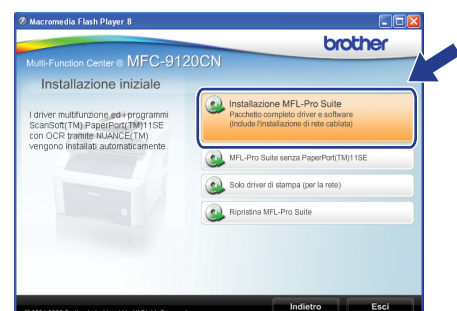 Macromedia Flash Player 8
brother
Multi-Function Center ® MFC-9120CN
Installazione iniziale
I driver multifunzione ed i programmi
ScanSoft(TM) PaperPort(TM)11SE
con OCR tramite NUANCE(TM)
vengono installati automaticamente.
Installazione MFL-Pro Suite
Pacchetto completo driver e software
(Include l'installazione di rete cablata)
MFL-Pro Suite senza PaperPort(TM)11SE
Solo driver di stampa (per la rete)
Ripristina MFL-Pro Suite
Indietro
Esci